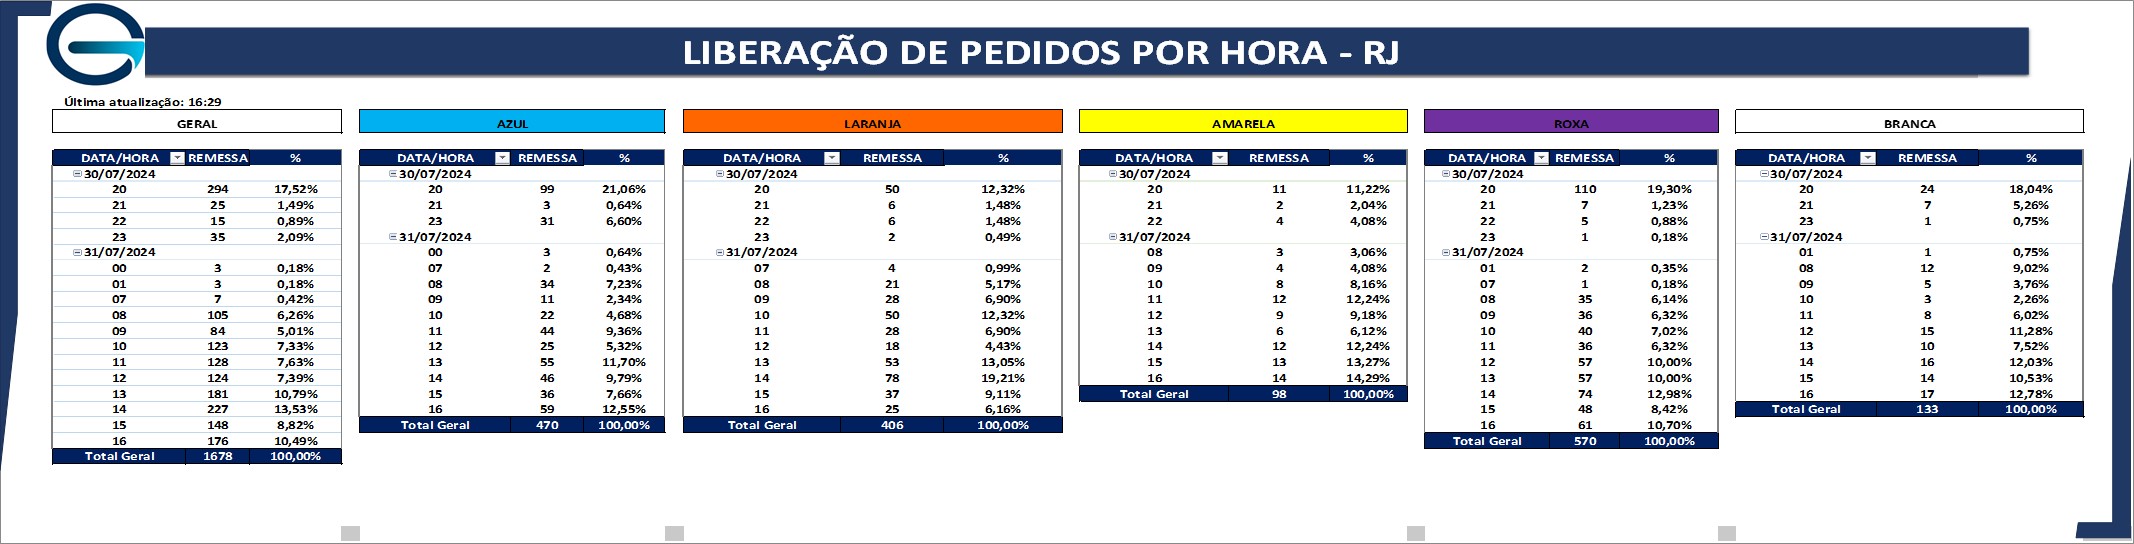 LIBERAÇÃO DE PEDIDOS POR HORA - RJ
Última atualização: 16:29
GERAL
DATA/HORA REMESSA %
30/07/2024
20 294 17,52%
21 25 1,49%
22 15 0,89%
23 35 2,09%
31/07/2024
00 3 0,18%
01 3 0,18%
07 7 0,42%
08 105 6,26%
09 84 5,01%
10 123 7,33%
11 128 7,63%
12 124 7,39%
13 181 10,79%
14 227 13,53%
15 148 8,82%
16 176 10,49%
Total Geral 1678 100,00%
AZUL
DATA/HORA REMESSA %
30/07/2024
20 99 21,06%
21 3 0,64%
23 31 6,60%
31/07/2024
00 3 0,64%
07 2 0,43%
08 34 7,23%
09 11 2,34%
10 22 4,68%
11 44 9,36%
12 25 5,32%
13 55 11,70%
14 46 9,79%
15 36 7,66%
16 59 12,55%
Total Geral 470 100,00%
LARANJA
DATA/HORA REMESSA %
30/07/2024
20 50 12,32%
21 6 1,48%
22 6 1,48%
23 2 0,49%
31/07/2024
07 4 0,99%
08 21 5,17%
09 28 6,90%
10 50 12,32%
11 28 6,90%
12 18 4,43%
13 53 13,05%
14 78 19,21%
15 37 9,11%
16 25 6,16%
Total Geral 406 100,00%
AMARELA
DATA/HORA REMESSA %
30/07/2024
20 11 11,22%
21 2 2,04%
22 4 4,08%
31/07/2024
08 3 3,06%
09 4 4,08%
10 8 8,16%
11 12 12,24%
12 9 9,18%
13 6 6,12%
14 12 12,24%
15 13 13,27%
16 14 14,29%
Total Geral 98 100,00%
ROXA
DATA/HORA REMESSA %
30/07/2024
20 110 19,30%
21 7 1,23%
22 5 0,88%
23 1 0,18%
31/07/2024
01 2 0,35%
07 1 0,18%
08 35 6,14%
09 36 6,32%
10 40 7,02%
11 36 6,32%
12 57 10,00%
13 57 10,00%
14 74 12,98%
15 48 8,42%
16 61 10,70%
Total Geral 570 100,00%
BRANCA
DATA/HORA REMESSA %
30/07/2024
20 24 18,04%
21 7 5,26%
23 1 0,75%
31/07/2024
01 1 0,75%
08 12 9,02%
09 5 3,76%
10 3 2,26%
11 8 6,02%
12 15 11,28%
13 10 7,52%
14 16 12,03%
15 14 10,53%
16 17 12,78%
Total Geral 133 100,00%